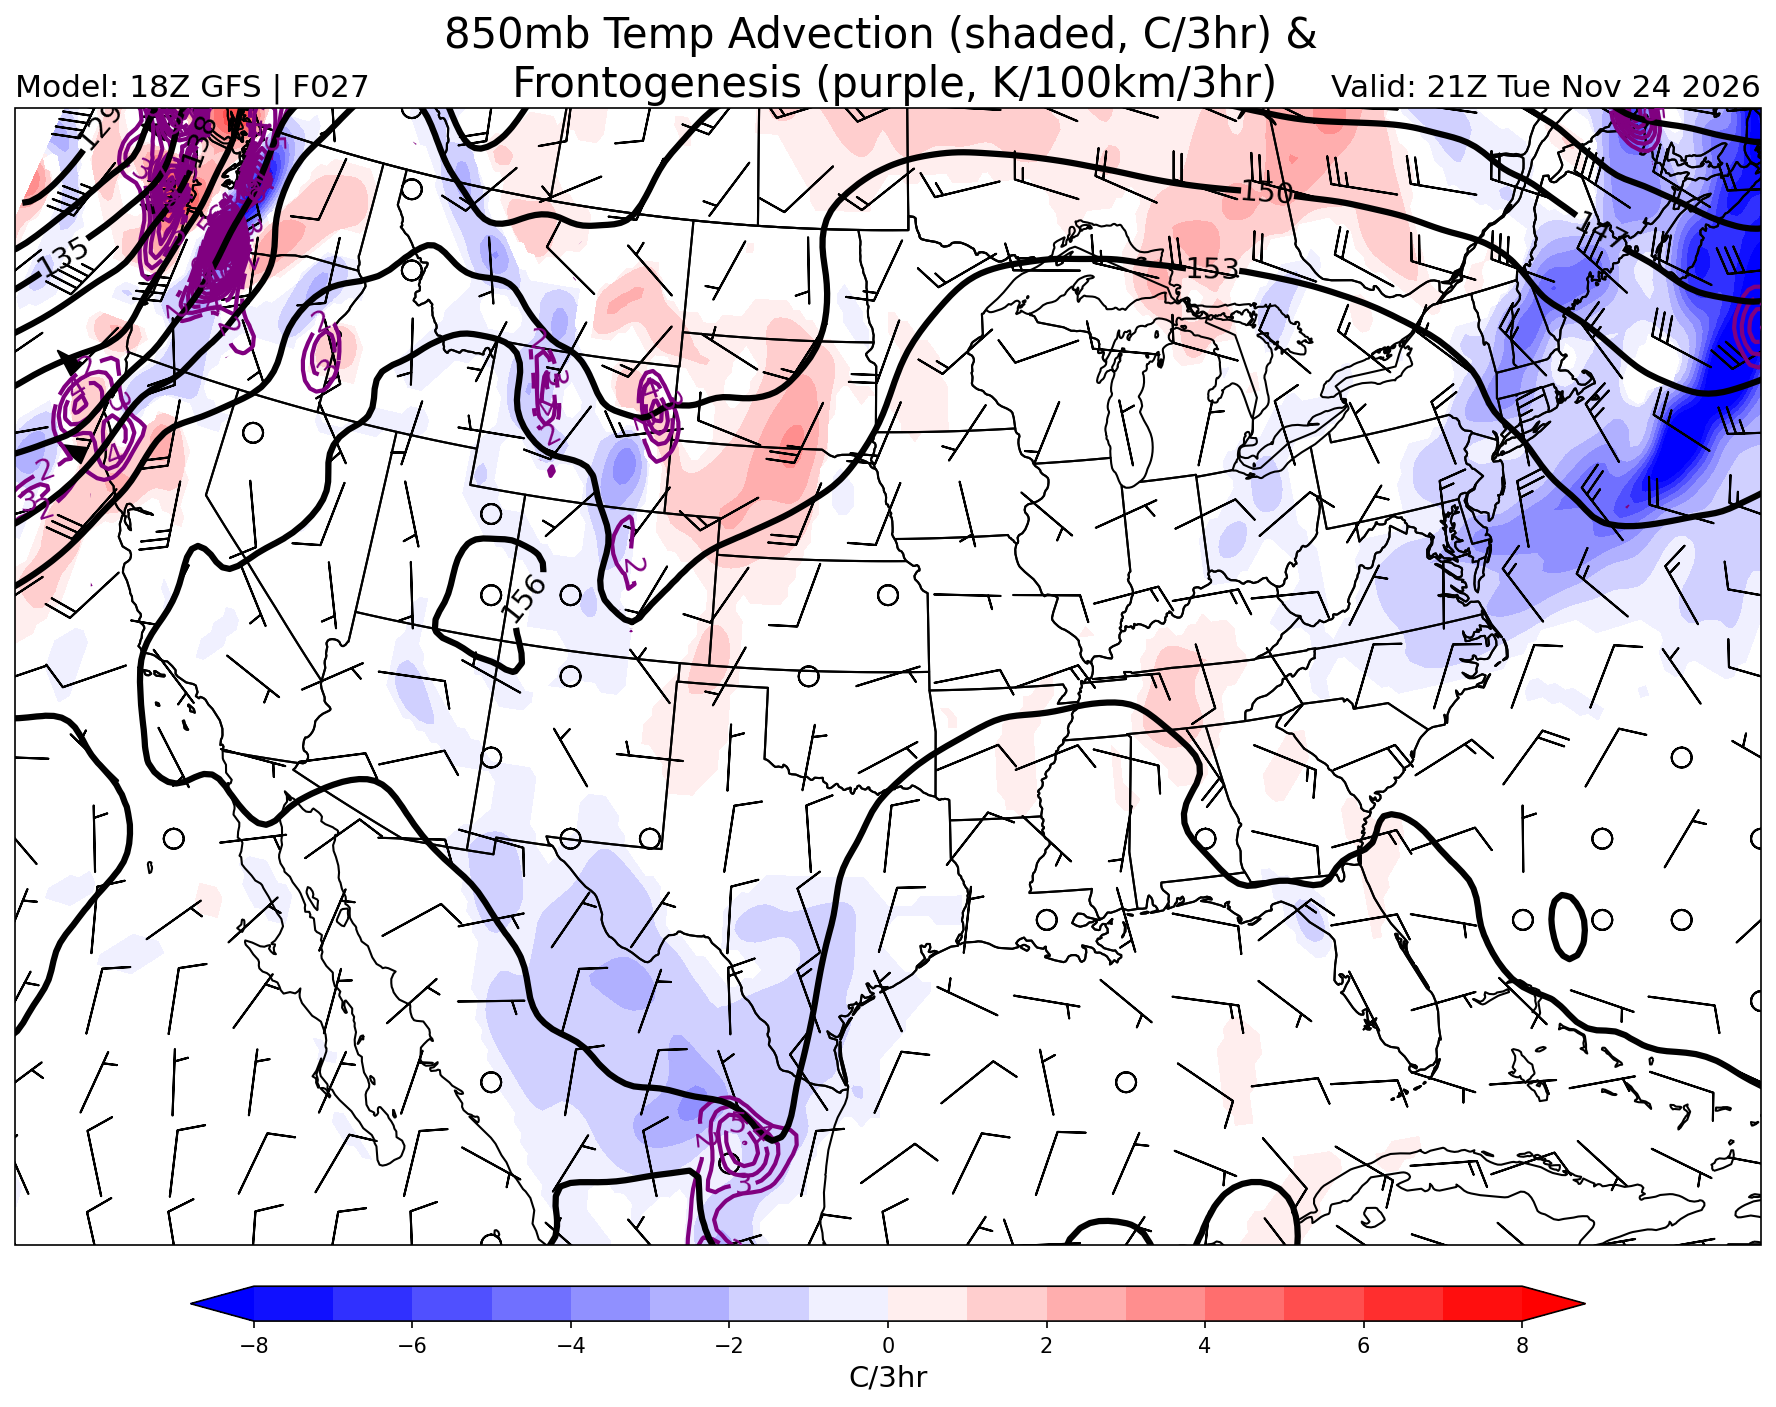 850mb Temp Advection (shaded, C/3hr) &
Model: 18Z GFS | F027
Frontogenesis (purple, K/100km/3hr)
Valid: 21Z Tue Nov 24 2026
129
138
135
150
153
156
−8 −6 −4 −2 0 2 4 6 8
C/3hr